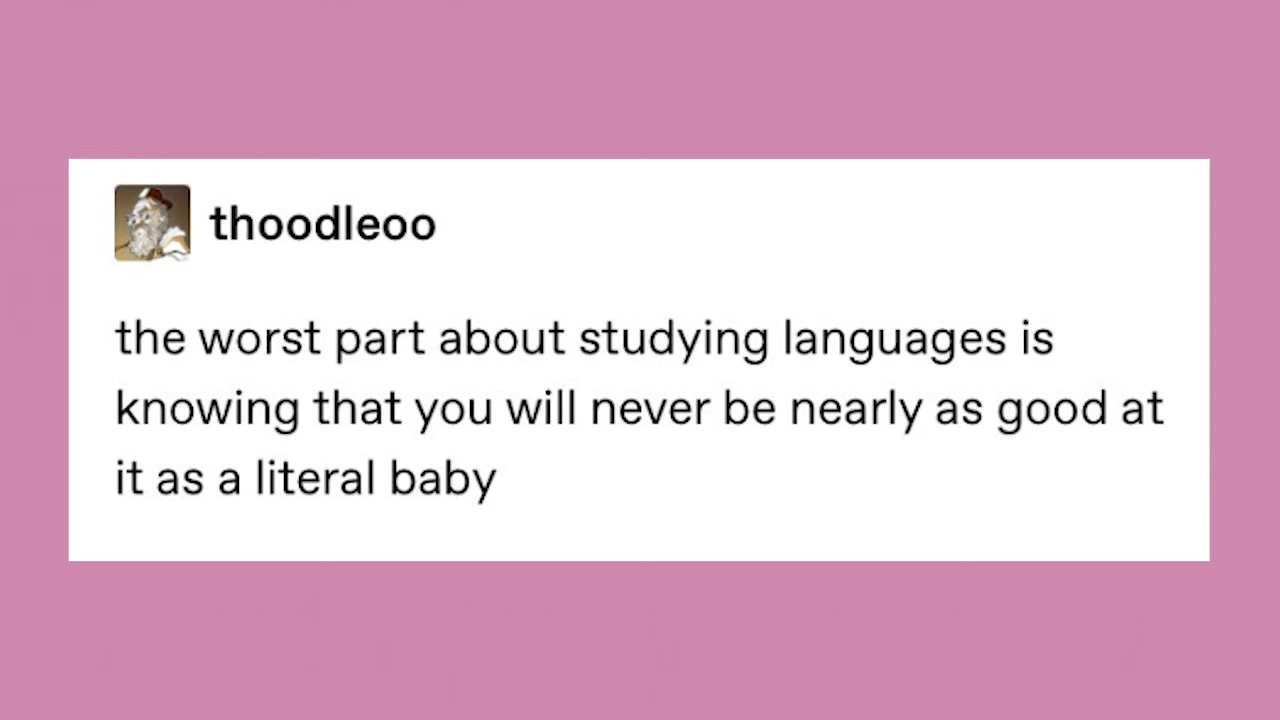 thoodleoo
the worst part about studying languages is
knowing that you will never be nearly as good at
it as a literal baby